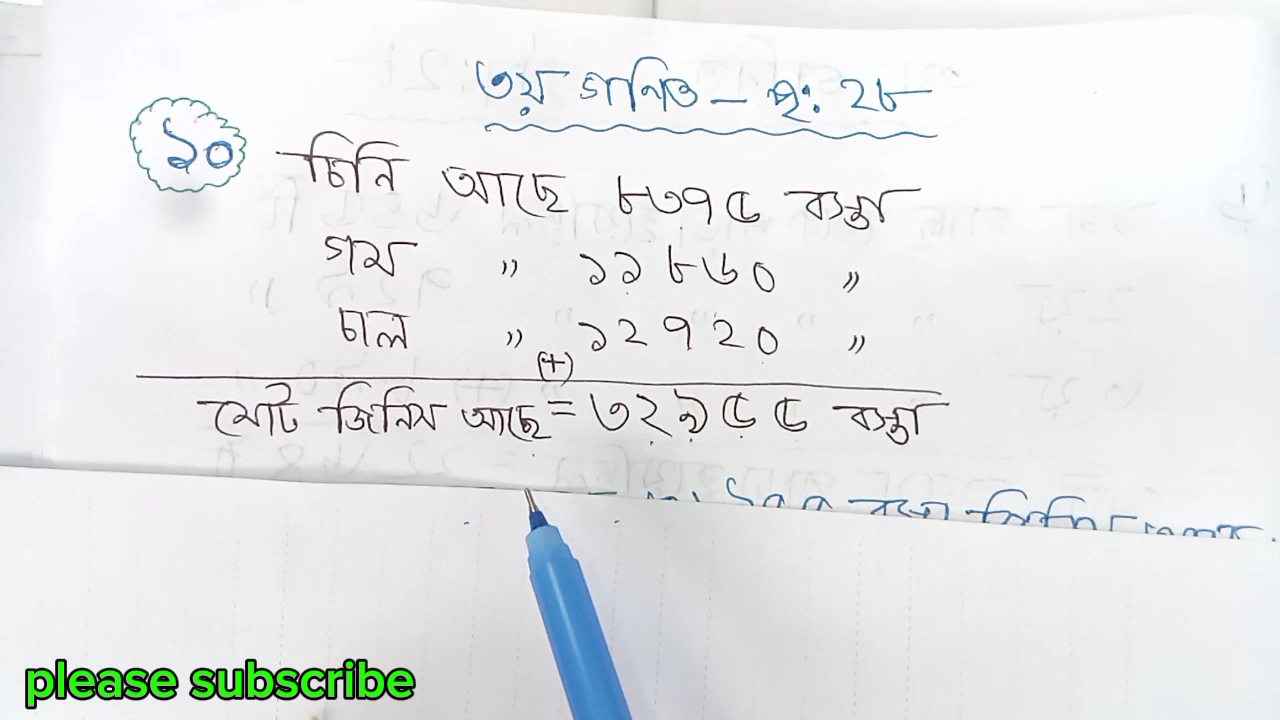 ৩য় গণিত - পৃ: ২৮
১০
চিনি আছে ৮৩৭৫ বস্তা
গম " ১১৮৬০ "
চাল " ১২৭২০ "
(+)
মোট জিনিস আছে = ৩২৯৫৫ বস্তা
please subscribe